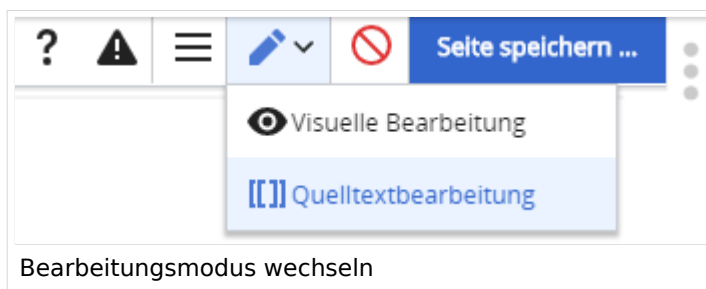 ? Seite speichern ...
Visuelle Bearbeitung
[[]] Quelltextbearbeitung
Bearbeitungsmodus wechseln